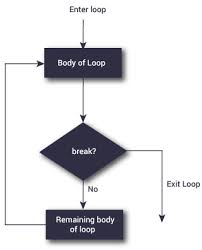 Enter loop
Body of Loop
break?
No
Exit Loop
Remaining body
of loop